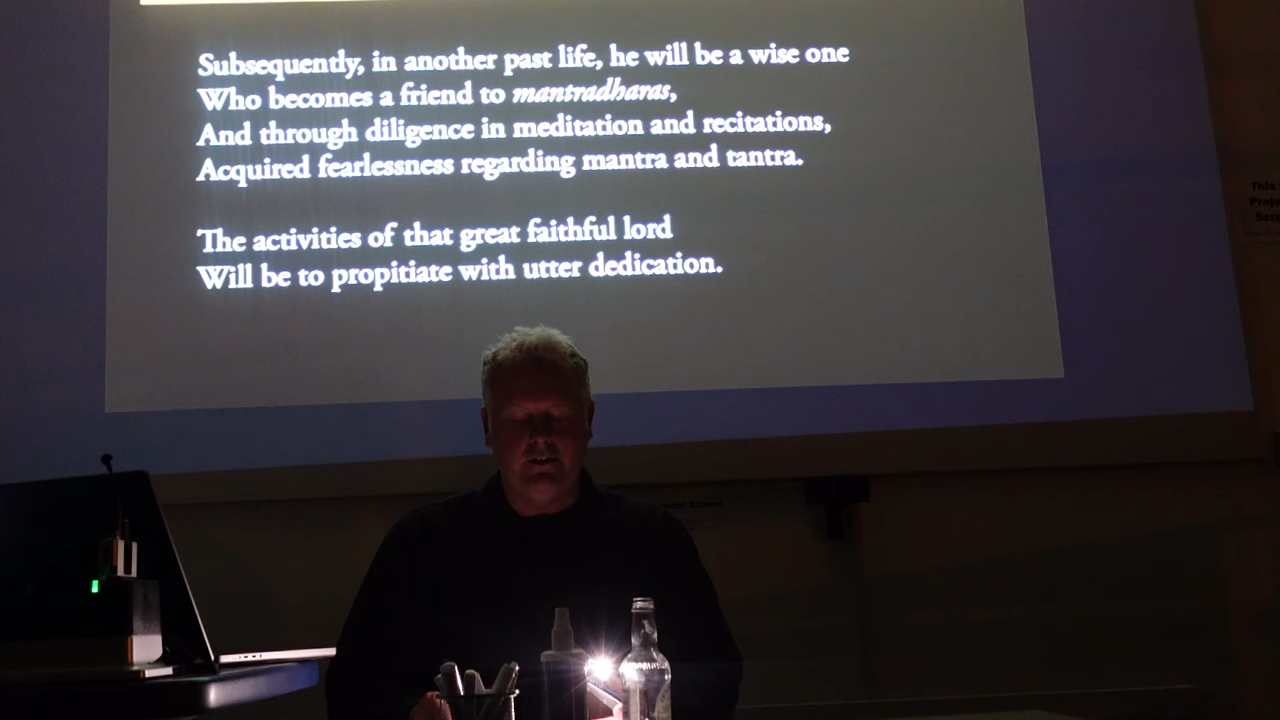 Subsequently, in another past life, he will be a wise one
Who becomes a friend to mantradharas,
And through diligence in meditation and recitations,
Acquired fearlessness regarding mantra and tantra.
The activities of that great faithful lord
Will be to propitiate with utter dedication.
This